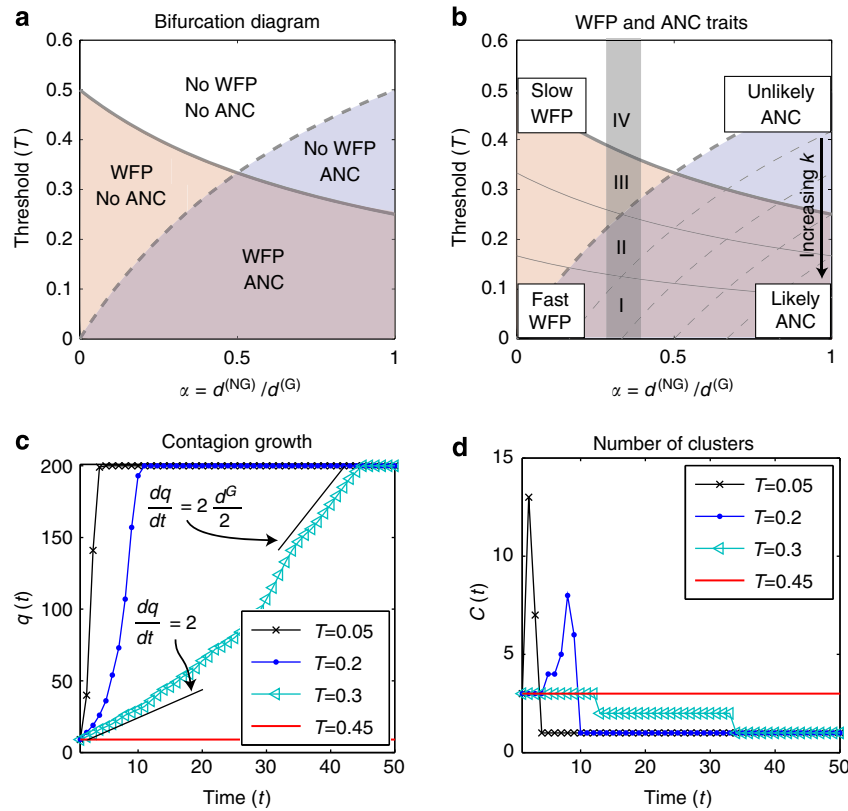 a
Bifurcation diagram
0.6
0.5
0.4
0.3
0.2
0.1
0
Threshold (T)
No WFP
No ANC
WFP
No ANC
No WFP
ANC
WFP
ANC
0
0.5
1
α = d(NG) /d(G)
b
WFP and ANC traits
0.6
0.5
0.4
0.3
0.2
0.1
0
Threshold (T)
Slow
WFP
Unlikely
ANC
IV
III
II
I
Increasing k
Fast
WFP
Likely
ANC
0
0.5
1
α = d(NG) /d(G)
c
Contagion growth
200
150
100
50
0
q (t)
dq/dt = 2 dG/2
dq/dt = 2
T=0.05
T=0.2
T=0.3
T=0.45
10
20
30
40
50
Time (t)
d
Number of clusters
15
10
5
0
C (t)
T=0.05
T=0.2
T=0.3
T=0.45
10
20
30
40
50
Time (t)